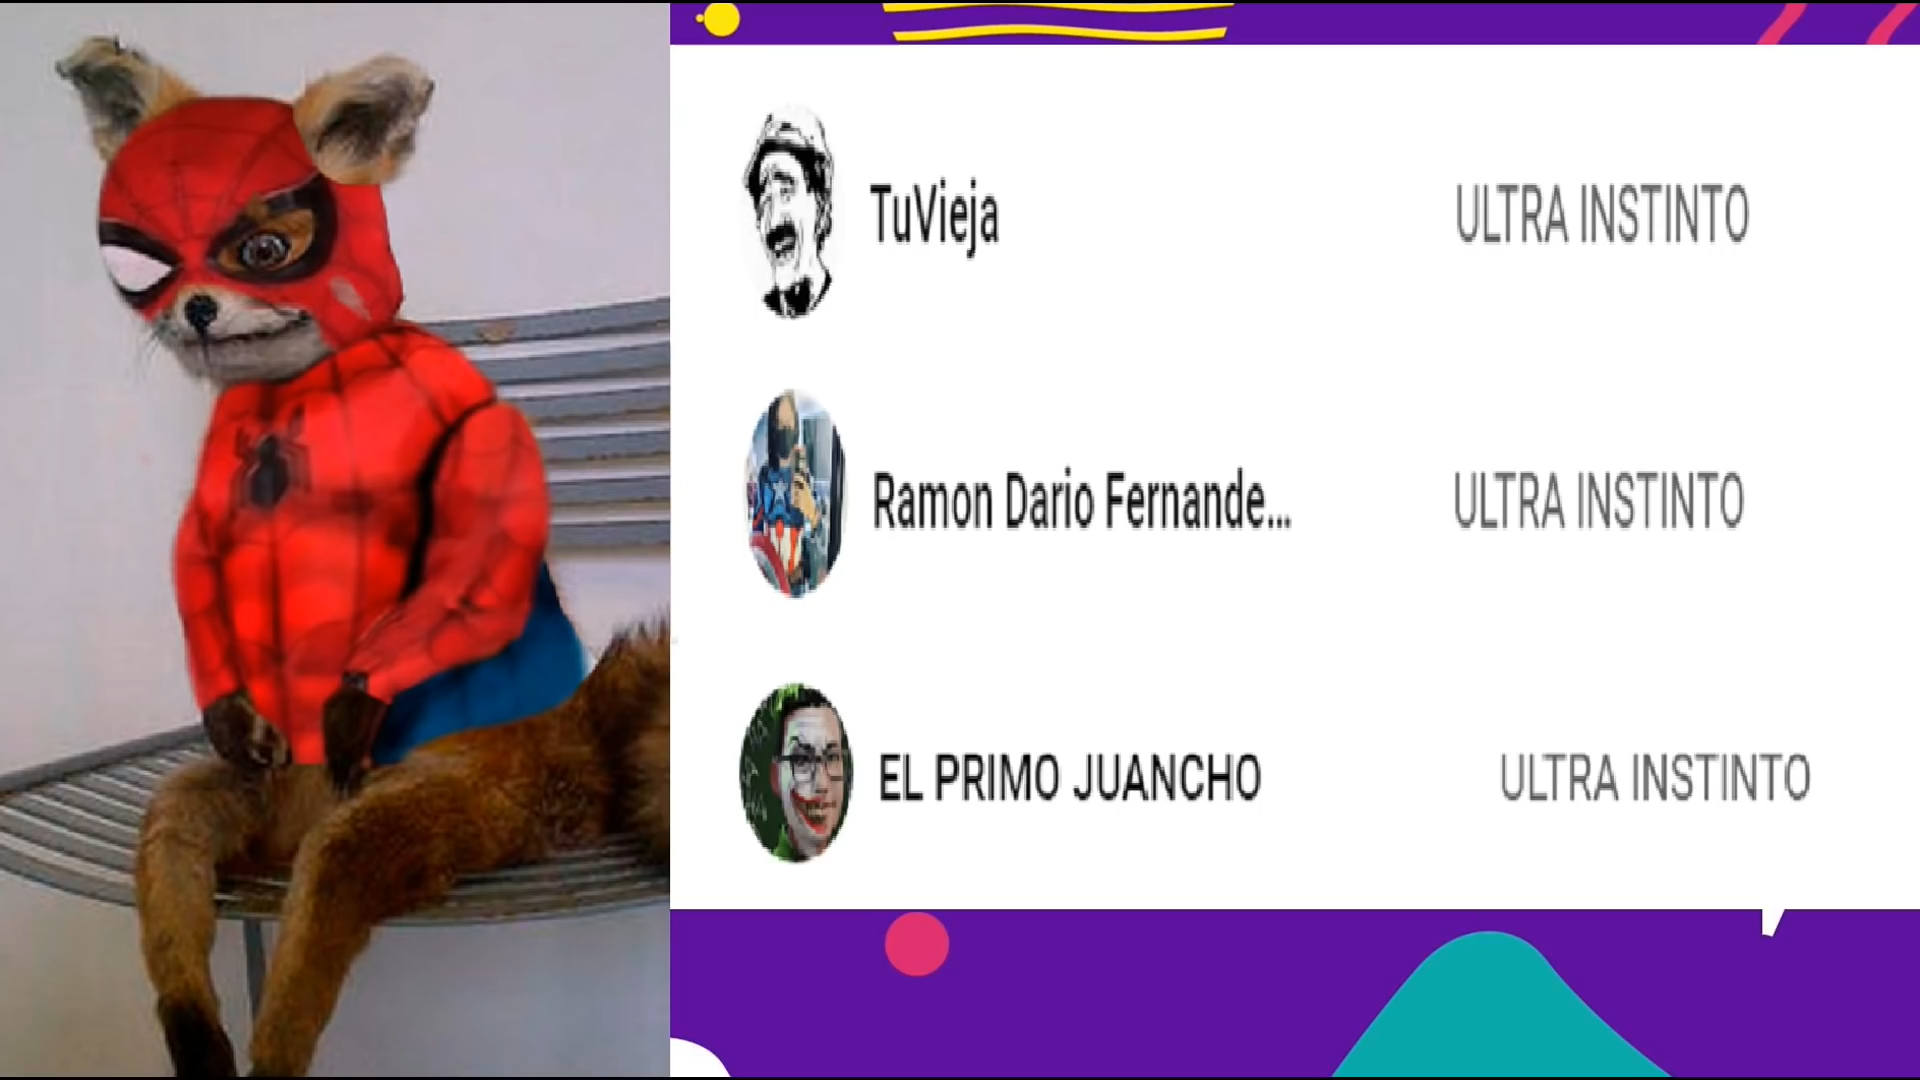 TuVieja ULTRA INSTINTO
Ramon Dario Fernande... ULTRA INSTINTO
EL PRIMO JUANCHO ULTRA INSTINTO